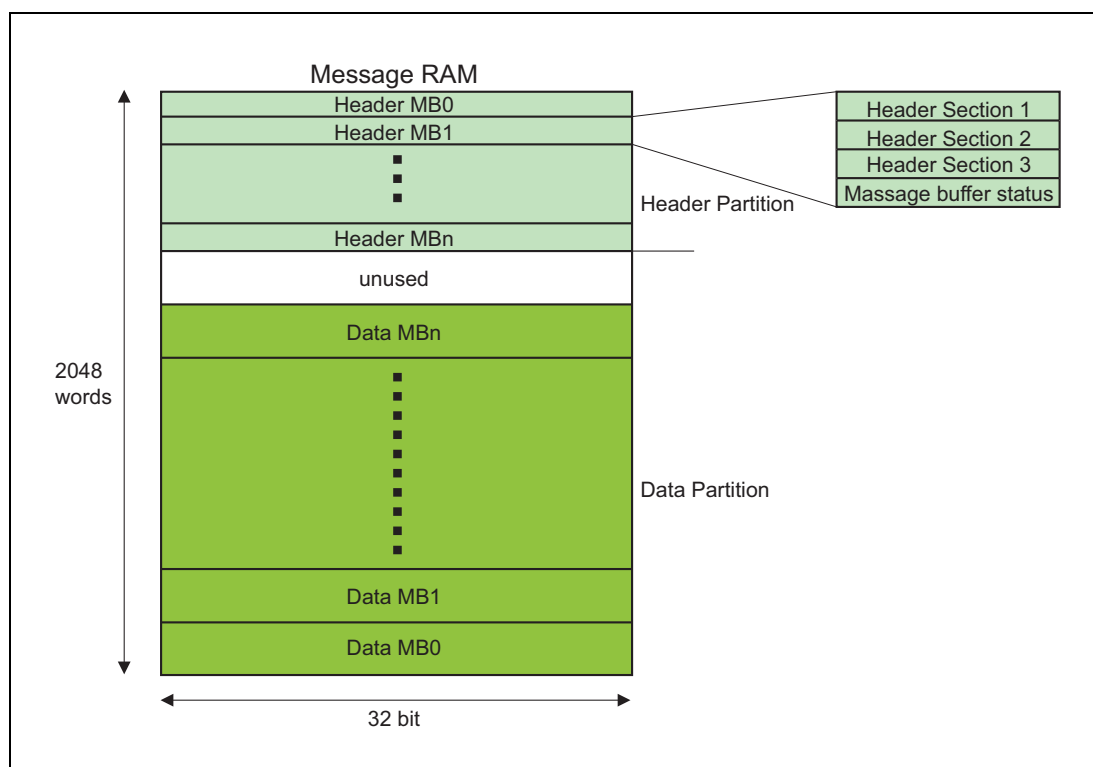 Message RAM
Header MB0
Header MB1
Header MBn
unused
Data MBn
Data MB1
Data MB0
2048
words
32 bit
Header Partition
Data Partition
Header Section 1
Header Section 2
Header Section 3
Massage buffer status